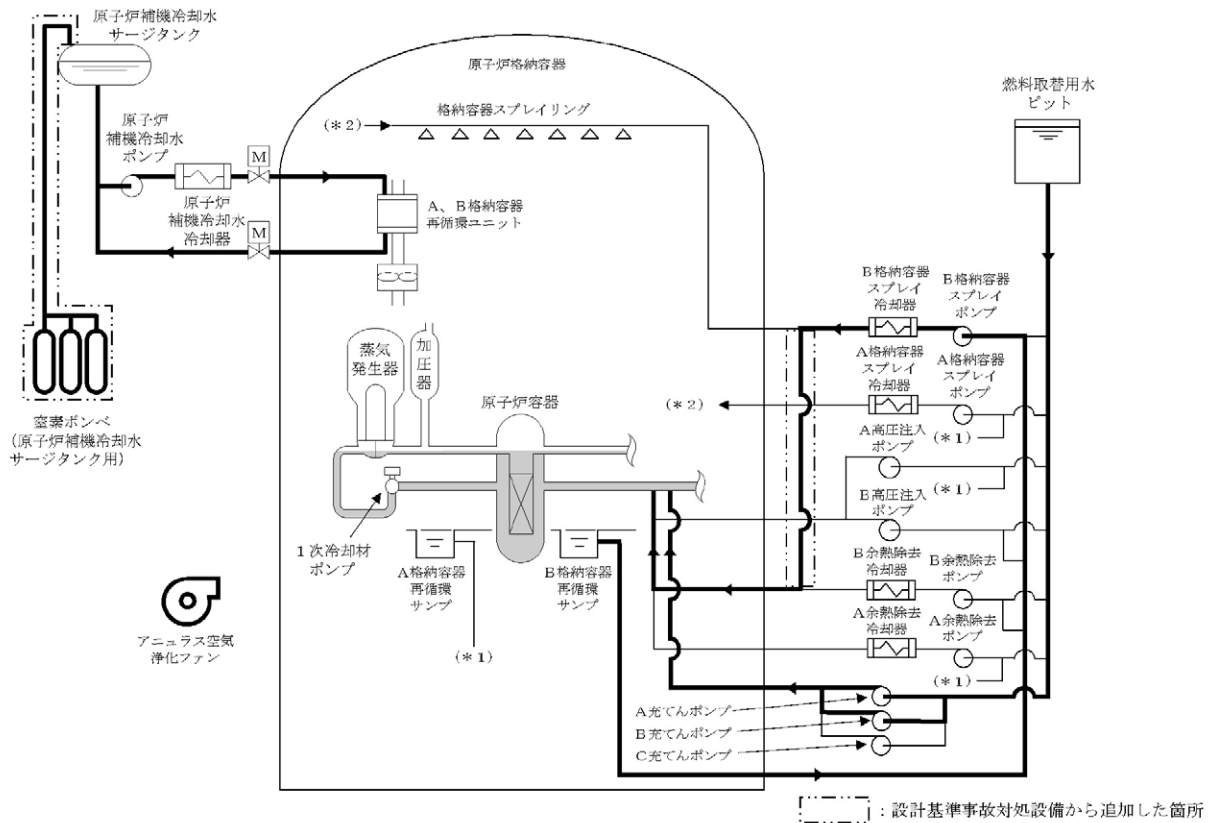 原子炉補機冷却水
サージタンク
原子炉格納容器
燃料取替用水
ピット
格納容器スプレイリング
(*2)
原子炉
補機冷却水
ポンプ
M
原子炉
補機冷却水
冷却器
M
A、B格納容器
再循環ユニット
B格納容器
スプレイ
冷却器
B格納容器
スプレイ
ポンプ
A格納容器
スプレイ
冷却器
A格納容器
スプレイ
ポンプ
蒸気
発生器
加圧器
原子炉容器
(*2)
(*1)
窒素ボンベ
(原子炉補機冷却水
サージタンク用)
A高圧注入
ポンプ
(*1)
B高圧注入
ポンプ
1次冷却材
ポンプ
A格納容器
再循環
サンプ
B格納容器
再循環
サンプ
B余熱除去
冷却器
B余熱除去
ポンプ
A余熱除去
冷却器
A余熱除去
ポンプ
アニュラス空気
浄化ファン
(*1)
(*1)
A充てんポンプ
B充てんポンプ
C充てんポンプ
:設計基準事故対処設備から追加した箇所